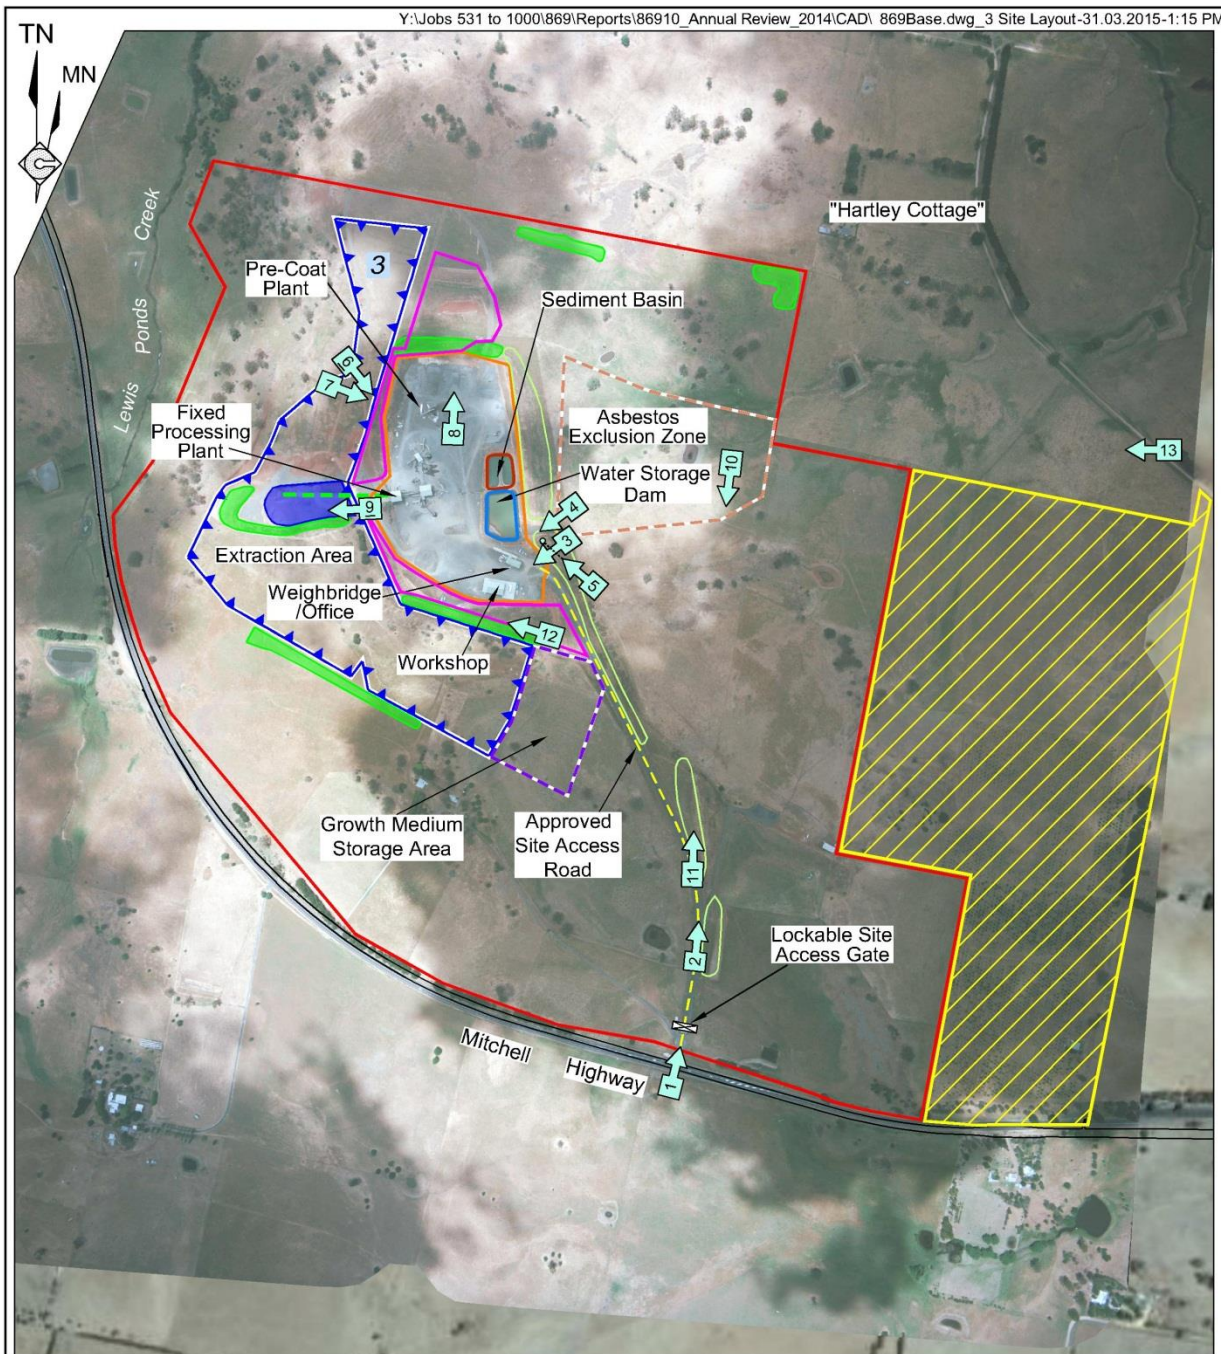 Y:\Jobs 531 to 1000\869\Reports\86910_Annual Review_2014\CAD\ 869Base.dwg_3 Site Layout-31.03.2015-1:15 PM
TN
MN
Lewis Ponds Creek
"Hartley Cottage"
3
Pre-Coat
Plant
Sediment Basin
6
7
8
Fixed
Processing
Plant
Asbestos
Exclusion Zone
10
13
Water Storage
Dam
9
4
3
5
Extraction Area
Weighbridge
/Office
12
Workshop
Growth Medium
Storage Area
Approved
Site Access
Road
11
2
Lockable Site
Access Gate
Mitchell Highway
1